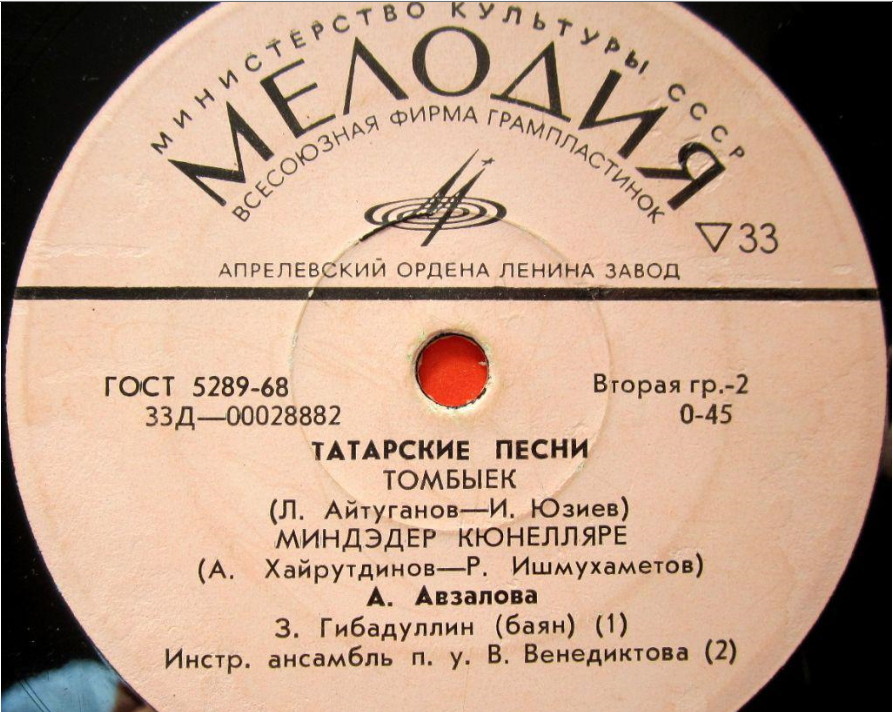 МИНИСТЕРСТВО КУЛЬТУРЫ СССР
МЕЛОДИЯ
ВСЕСОЮЗНАЯ ФИРМА ГРАМПЛАСТИНОК
▽33
АПРЕЛЕВСКИЙ ОРДЕНА ЛЕНИНА ЗАВОД
ГОСТ 5289-68
Вторая гр.-2
33Д—00028882
0-45
ТАТАРСКИЕ ПЕСНИ
ТОМБЫЕК
(Л. Айтуганов—И. Юзиев)
МИНДЭДЕР КЮНЕЛЛЯРЕ
(А. Хайрутдинов—Р. Ишмухаметов)
А. Авзалова
З. Гибадуллин (баян) (1)
Инстр. ансамбль п. у. В. Венедиктова (2)